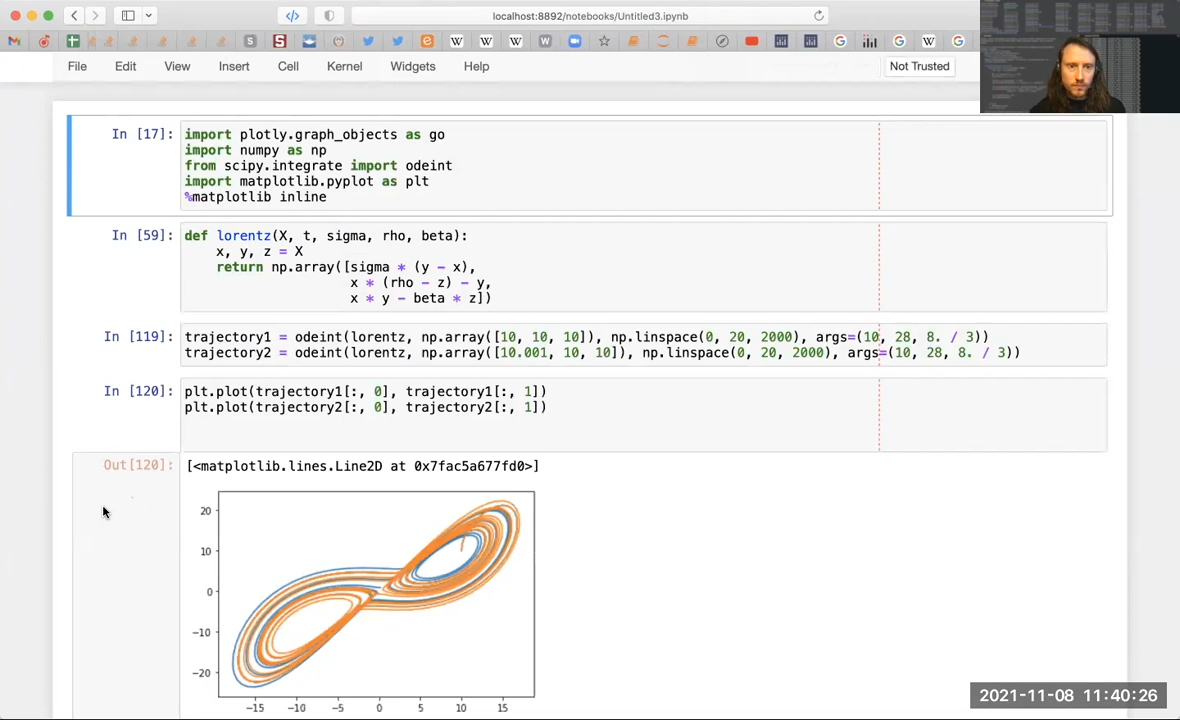 localhost:8892/notebooks/Untitled3.ipynb
File Edit View Insert Cell Kernel Widgets Help Not Trusted
In [17]: import plotly.graph_objects as go
import numpy as np
from scipy.integrate import odeint
import matplotlib.pyplot as plt
%matplotlib inline
In [59]: def lorentz(X, t, sigma, rho, beta):
x, y, z = X
return np.array([sigma * (y - x),
x * (rho - z) - y,
x * y - beta * z])
In [119]: trajectory1 = odeint(lorentz, np.array([10, 10, 10]), np.linspace(0, 20, 2000), args=(10, 28, 8. / 3))
trajectory2 = odeint(lorentz, np.array([10.001, 10, 10]), np.linspace(0, 20, 2000), args=(10, 28, 8. / 3))
In [120]: plt.plot(trajectory1[:, 0], trajectory1[:, 1])
plt.plot(trajectory2[:, 0], trajectory2[:, 1])
Out[120]: [<matplotlib.lines.Line2D at 0x7fac5a677fd0>]
20
10
0
-10
-20
-15 -10 -5 0 5 10 15
2021-11-08 11:40:26